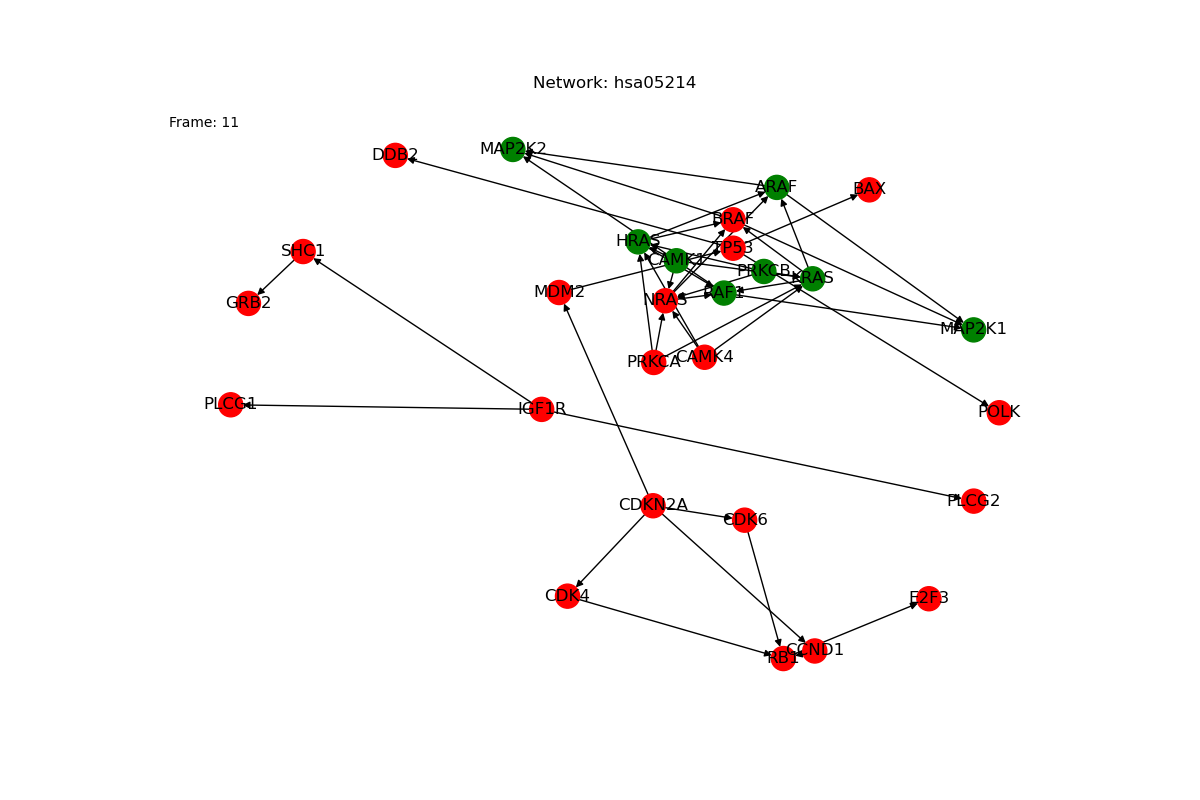 Network: hsa05214
Frame: 11
MAP2K2
DDB2
ARAF
BAX
BRAF
HRAS
TP53
SHC1
CAMK1
PRKCB
KRAS
MDM2
RAF1
NRAS
GRB2
MAP2K1
CAMK4
PRKCA
PLCG1
IGF1R
POLK
PLCG2
CDKN2A
CDK6
CDK4
E2F3
CCND1
RB1